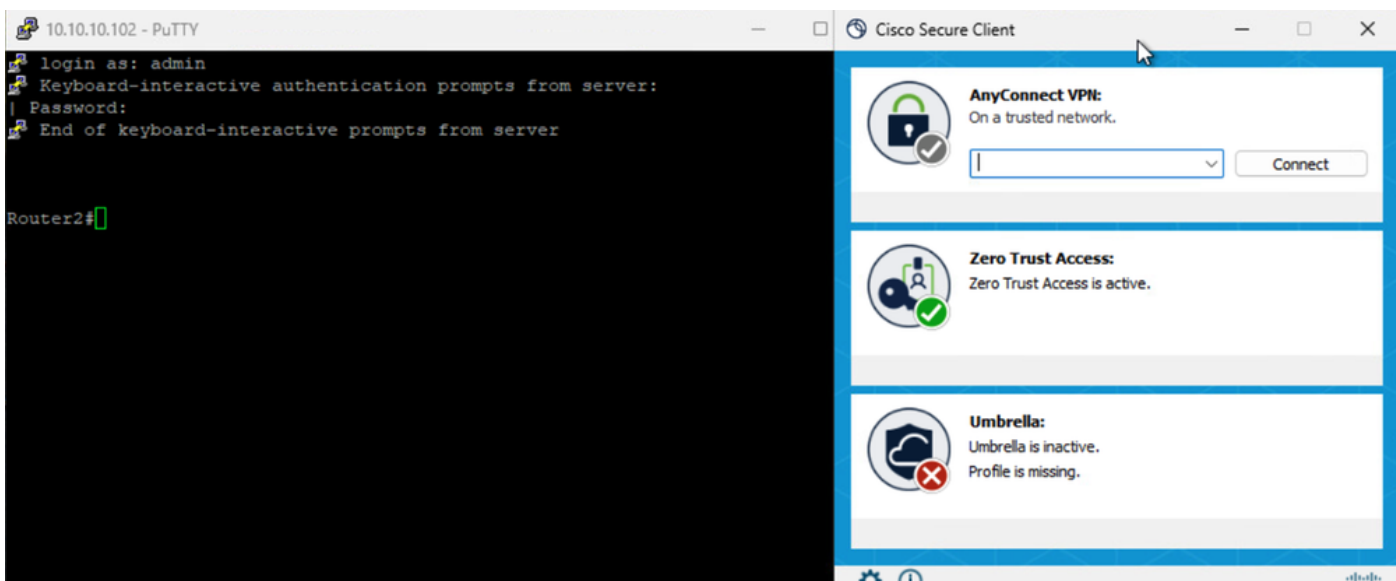 10.10.10.102 - PuTTY
login as: admin
Keyboard-interactive authentication prompts from server:
| Password:
End of keyboard-interactive prompts from server
Router2#
Cisco Secure Client
AnyConnect VPN:
On a trusted network.
Connect
Zero Trust Access:
Zero Trust Access is active.
Umbrella:
Umbrella is inactive.
Profile is missing.